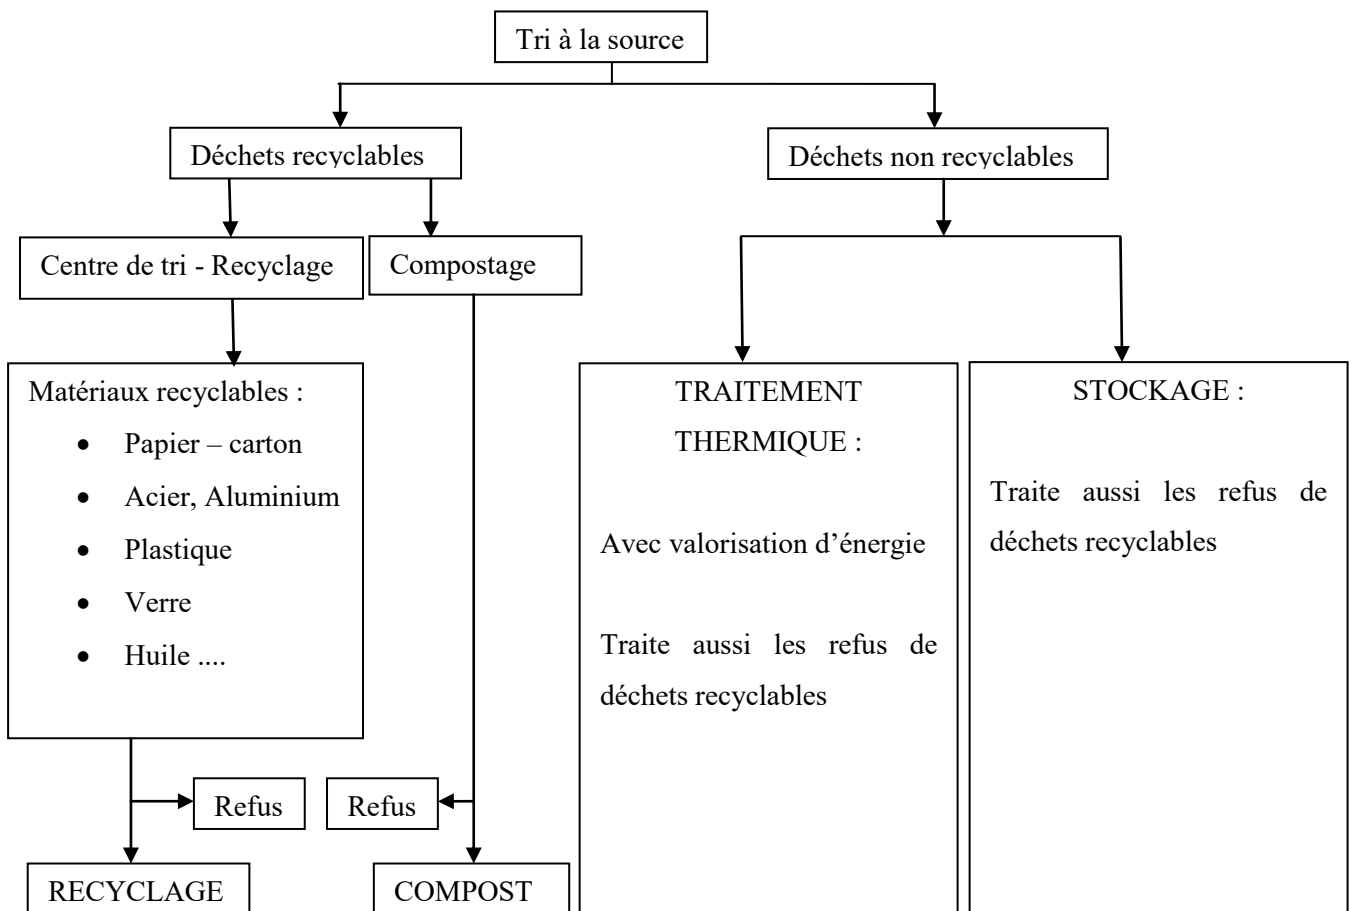 Tri à la source
Déchets recyclables
Déchets non recyclables
Centre de tri - Recyclage
Compostage
Matériaux recyclables :
• Papier – carton
• Acier, Aluminium
• Plastique
• Verre
• Huile ....
TRAITEMENT
THERMIQUE :
Avec valorisation d’énergie
Traite aussi les refus de
déchets recyclables
STOCKAGE :
Traite aussi les refus de
déchets recyclables
Refus
Refus
RECYCLAGE
COMPOST